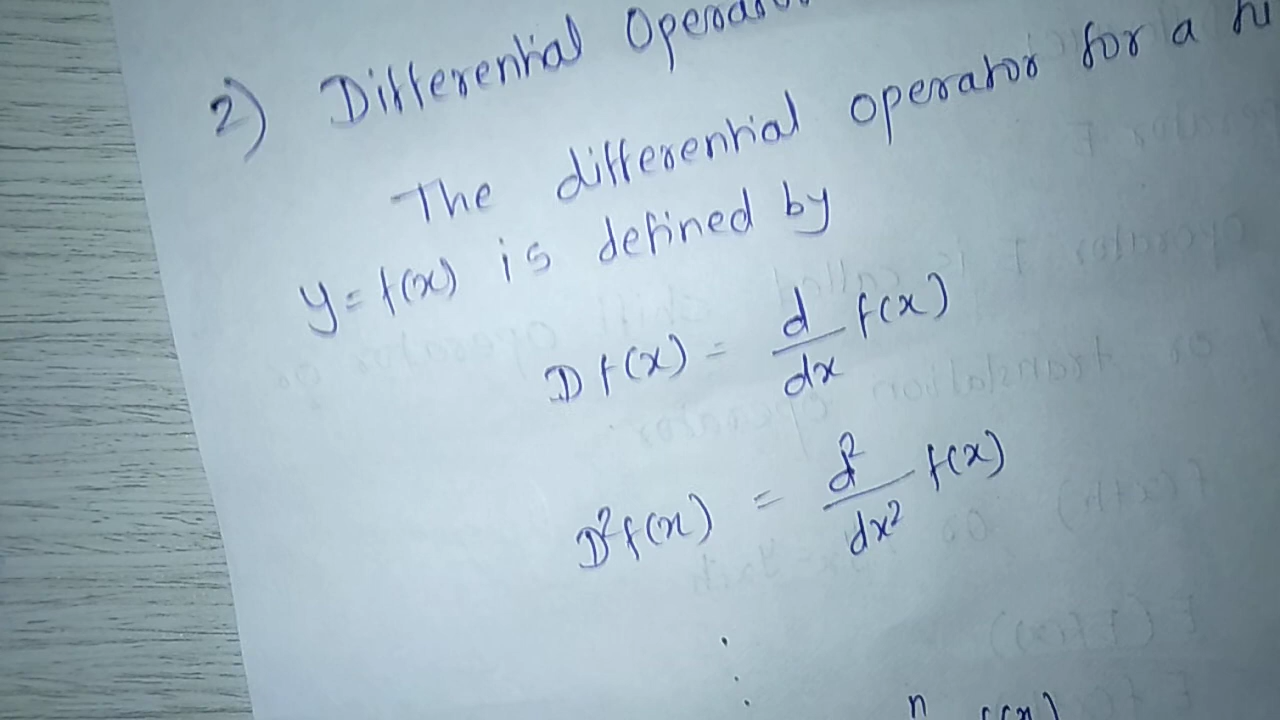 2) Differential
The differential operator for a
y = f(x) is defined by
D f(x) = d/dx f(x)
D² f(x) = d²/dx² f(x)
.
.
n f(x)